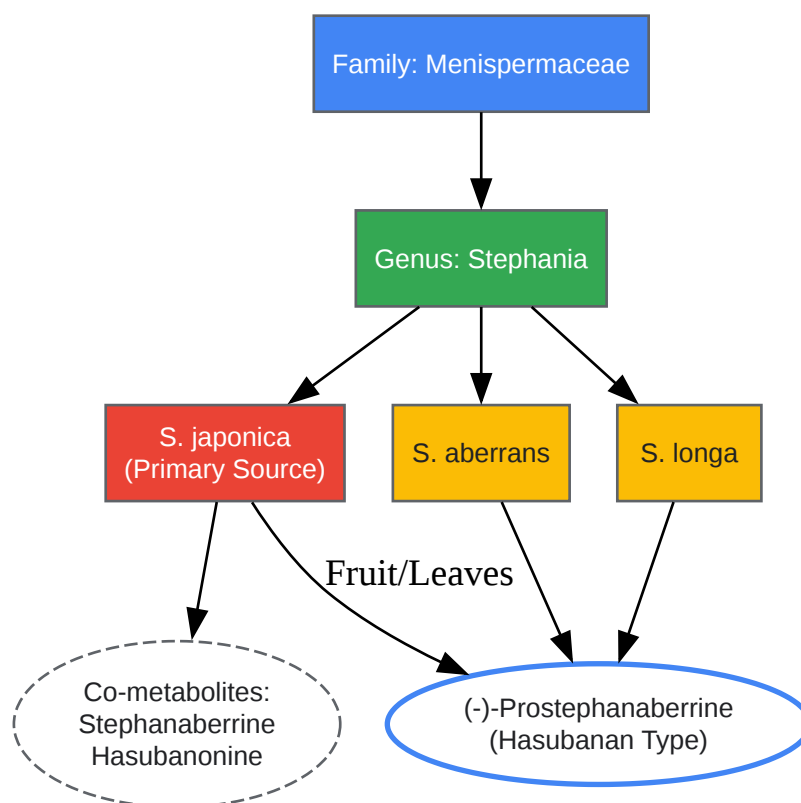 Family: Menispermaceae
Genus: Stephania
S. japonica
(Primary Source)
S. aberrans
S. longa
Fruit/Leaves
Co-metabolites:
Stephanaberrine
Hasubanonine
(-)-Prostephanaberrine
(Hasubanan Type)